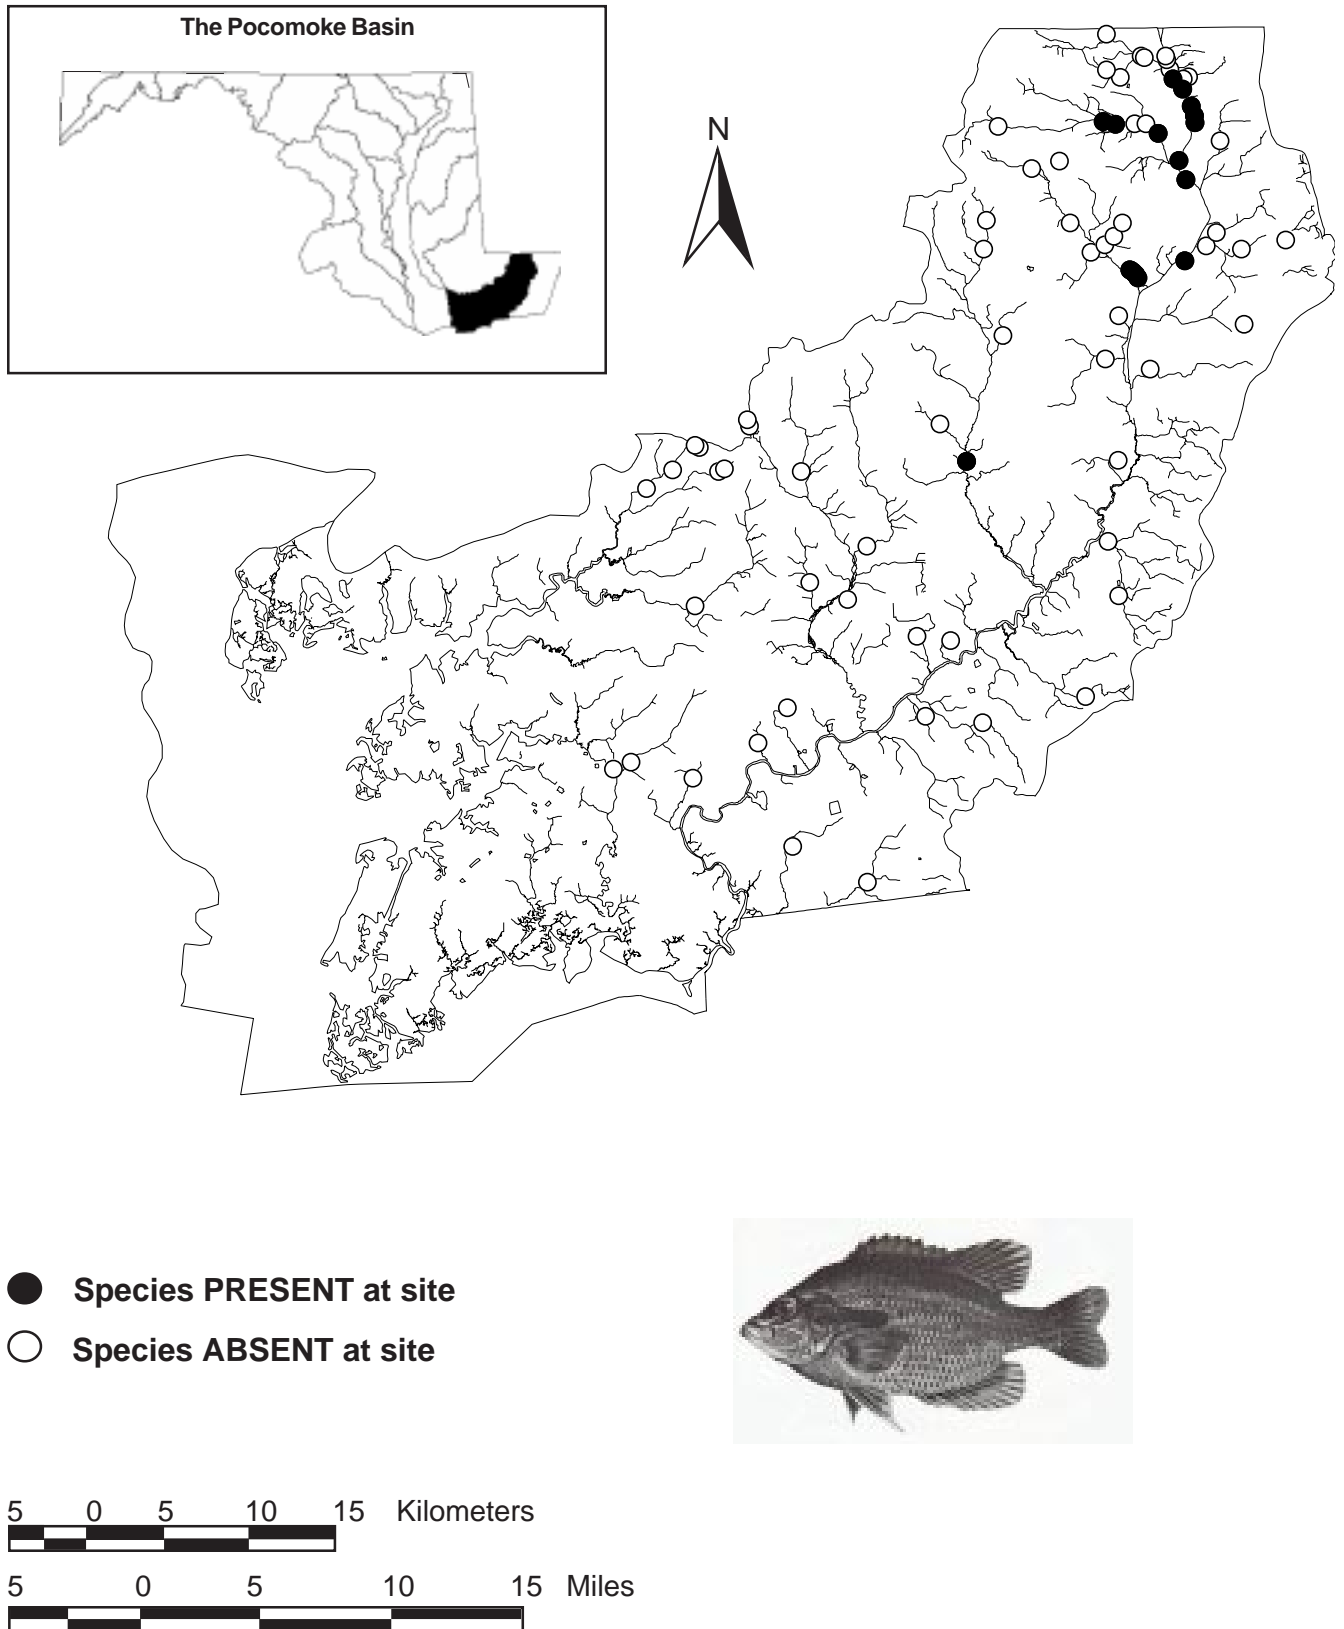 The Pocomoke Basin
N
Species PRESENT at site
Species ABSENT at site
5 0 5 10 15 Kilometers
5 0 5 10 15 Miles